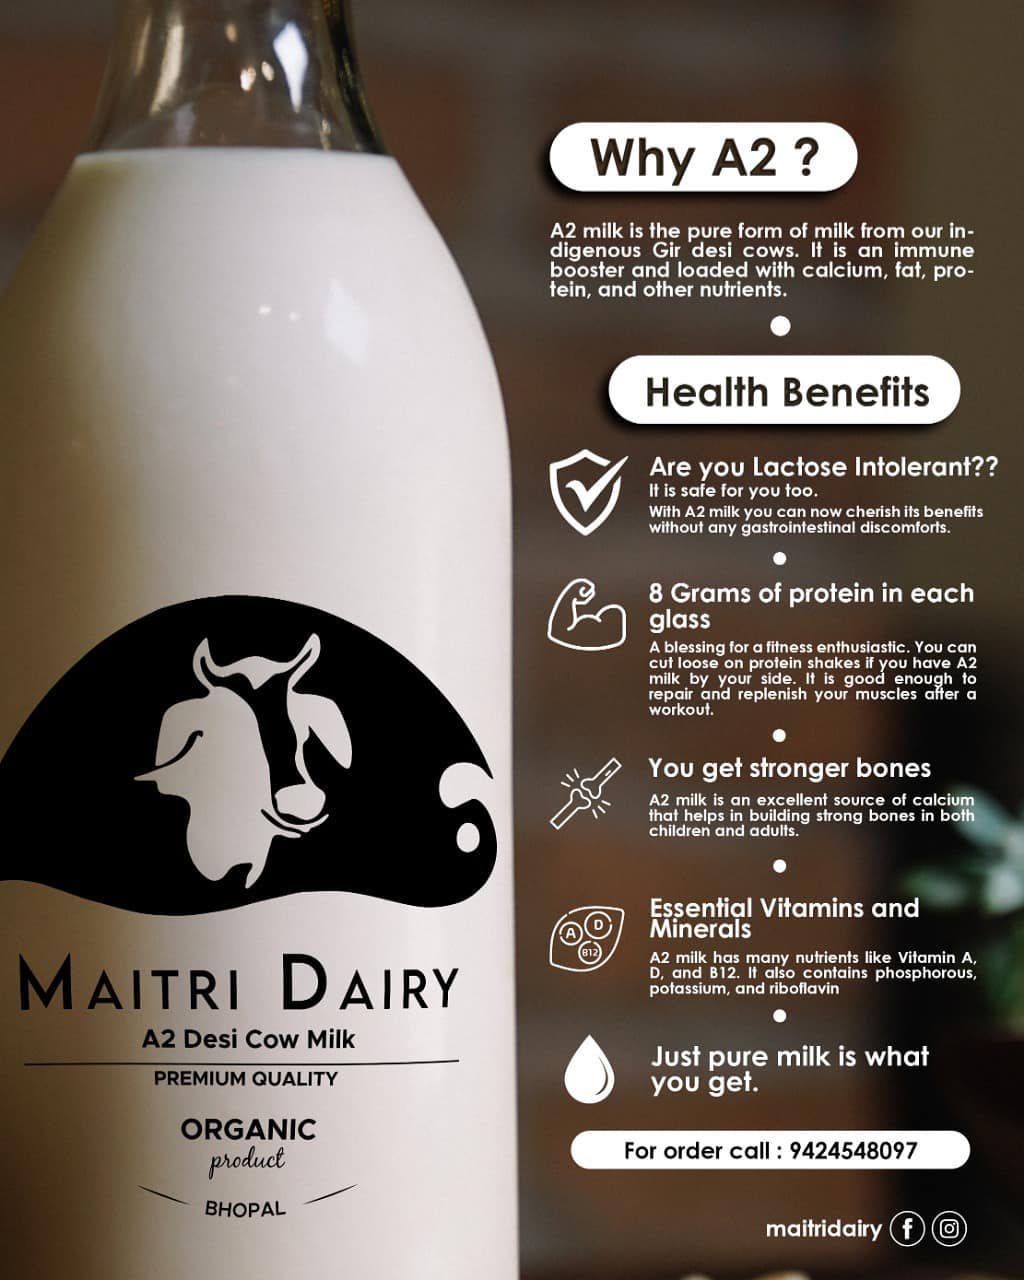 Why A2 ?
A2 milk is the pure form of milk from our in-
digenous Gir desi cows. It is an immune
booster and loaded with calcium, fat, pro-
tein, and other nutrients.
Health Benefits
Are you Lactose Intolerant??
It is safe for you too.
With A2 milk you can now cherish its benefits
without any gastrointestinal discomforts.
8 Grams of protein in each
glass
A blessing for a fitness enthusiastic. You can
cut loose on protein shakes if you have A2
milk by your side. It is good enough to
repair and replenish your muscles after a
workout.
You get stronger bones
A2 milk is an excellent source of calcium
that helps in building strong bones in both
children and adults.
A D
B12
Essential Vitamins and
Minerals
A2 milk has many nutrients like Vitamin A,
D, and B12. It also contains phosphorous,
potassium, and riboflavin
Just pure milk is what
you get.
For order call : 9424548097
maitridairy
MAITRI DAIRY
A2 Desi Cow Milk
PREMIUM QUALITY
ORGANIC
product
BHOPAL